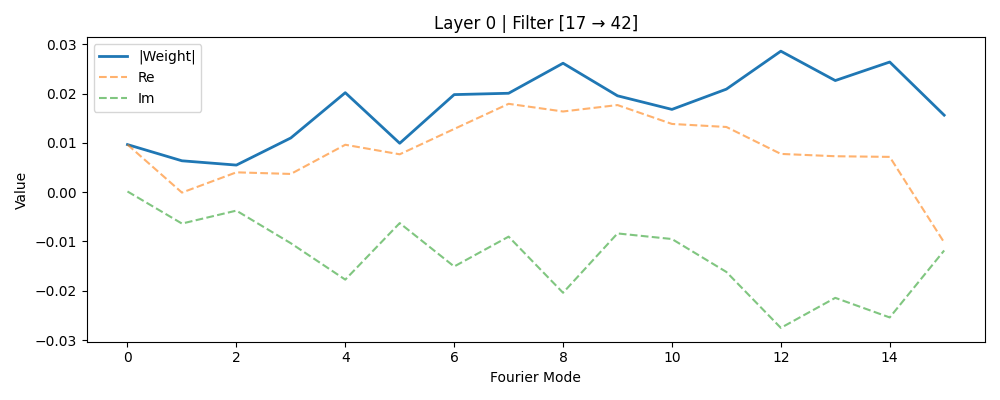 Layer 0 | Filter [17 → 42]
|Weight|
Re
Im
Value
0.03
0.02
0.01
0.00
−0.01
−0.02
−0.03
0 2 4 6 8 10 12 14
Fourier Mode